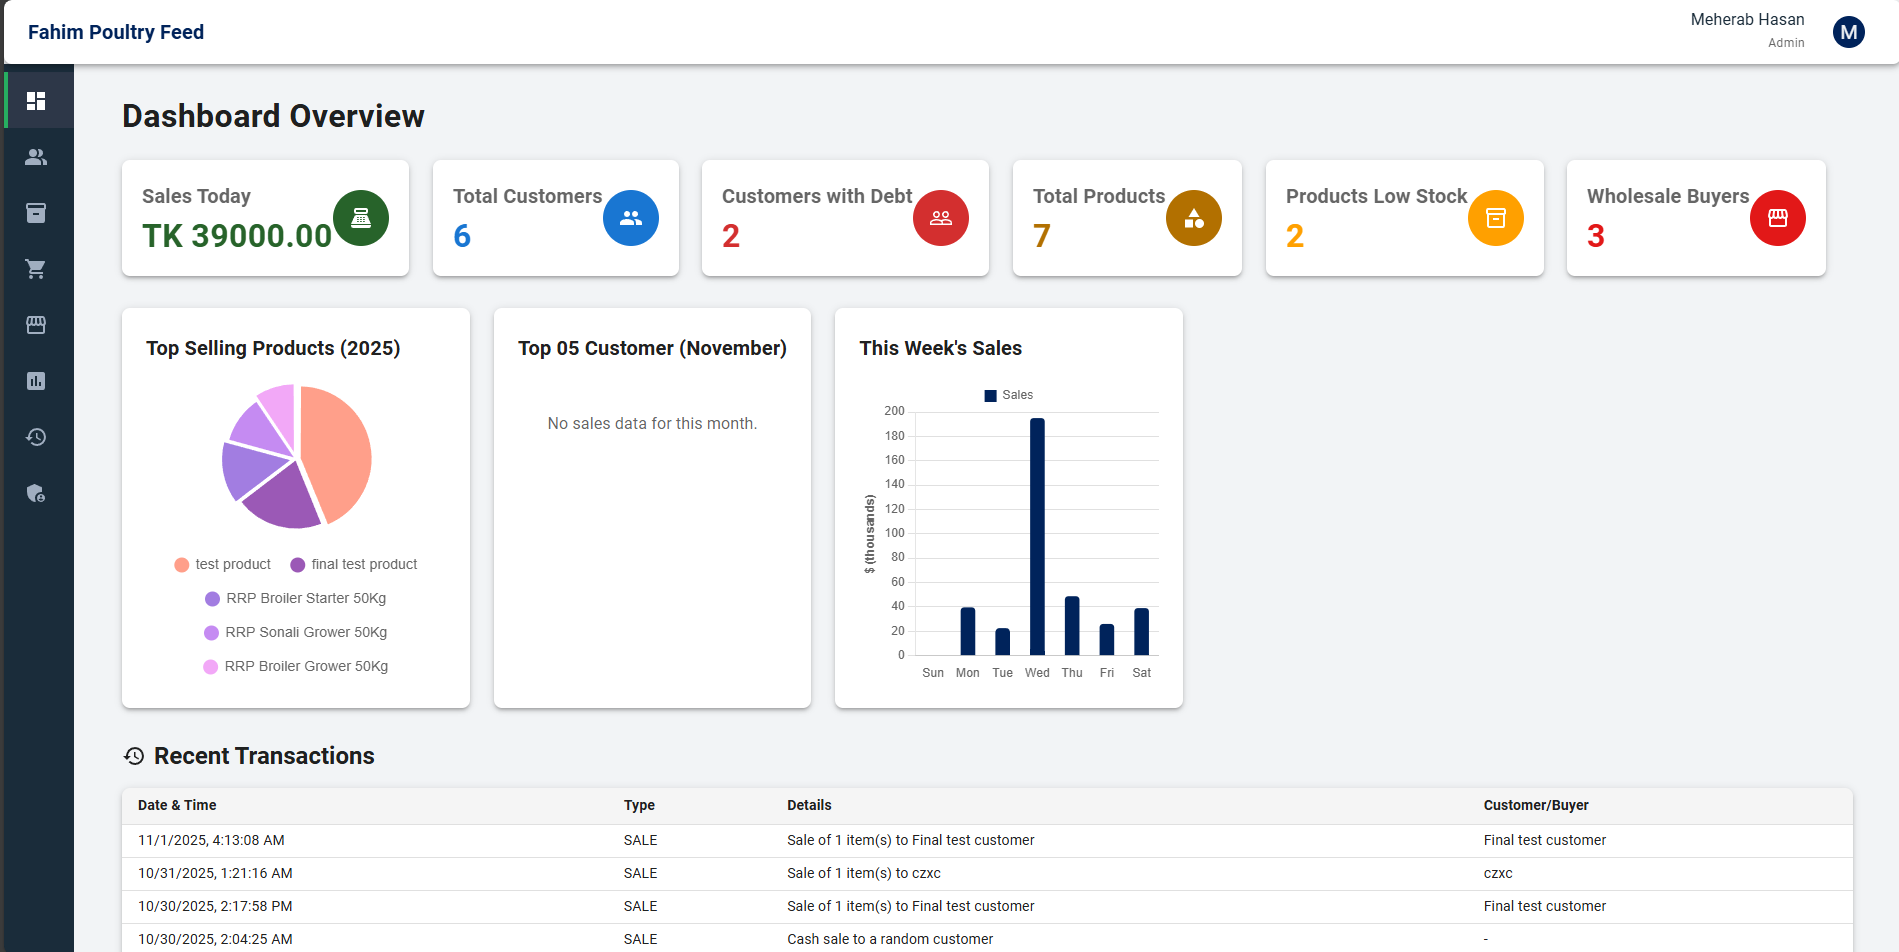 Fahim Poultry Feed
Meherab Hasan
Admin
M
Dashboard Overview
Sales Today
TK 39000.00
Total Customers
6
Customers with Debt
2
Total Products
7
Products Low Stock
2
Wholesale Buyers
3
Top Selling Products (2025)
test product
final test product
RRP Broiler Starter 50Kg
RRP Sonali Grower 50Kg
RRP Broiler Grower 50Kg
Top 05 Customer (November)
No sales data for this month.
This Week's Sales
Sales
$ (thousands)
200
180
160
140
120
100
80
60
40
20
0
Sun Mon Tue Wed Thu Fri Sat
Recent Transactions
Date & Time Type Details Customer/Buyer
11/1/2025, 4:13:08 AM SALE Sale of 1 item(s) to Final test customer Final test customer
10/31/2025, 1:21:16 AM SALE Sale of 1 item(s) to czxc czxc
10/30/2025, 2:17:58 PM SALE Sale of 1 item(s) to Final test customer Final test customer
10/30/2025, 2:04:25 AM SALE Cash sale to a random customer -